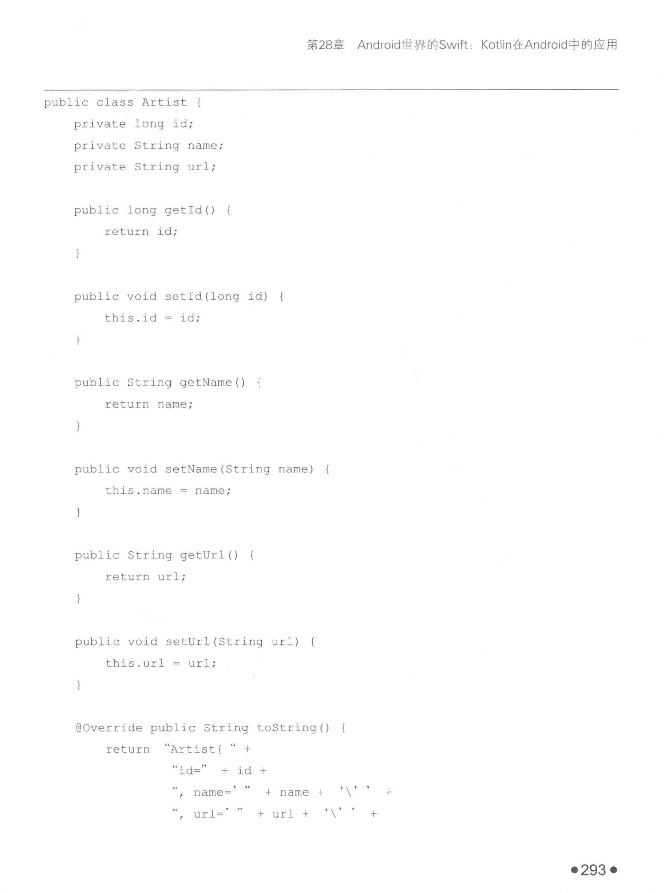 第28章 Android世界的Swift：Kotlin在Android中的应用
public class Artist {
private long id;
private String name;
private String url;
public long getId() {
return id;
}
public void setId(long id) {
this.id = id;
}
public String getName() {
return name;
}
public void setName(String name) {
this.name = name;
}
public String getUrl() {
return url;
}
public void setUrl(String url) {
this.url = url;
}
@Override public String toString() {
return “Artist{ “ +
“id=” + id +
“, name=’ ” + name + ‘\’ ’ +
“, url=’ ” + url + ‘\’ ’ +
●293●